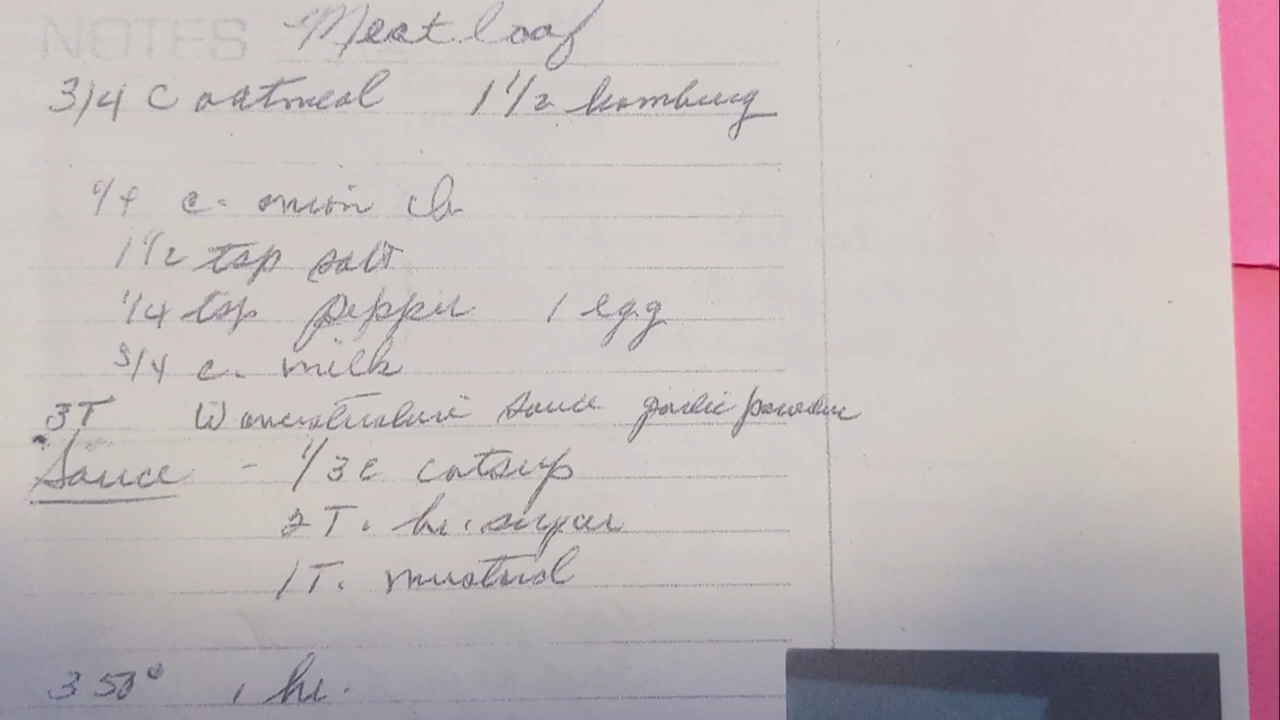 NOTES Meat loaf
3/4 C oatmeal 1 1/2 hamburg
1/4 c. onion ch
1 1/2 tsp salt
1/4 tsp pepper 1 egg
3/4 c. milk
3T Worcestershire sauce garlic powder
Sauce - 1/3 c catsup
2 T. br. sugar
1 T. mustard
350° 1 hr.